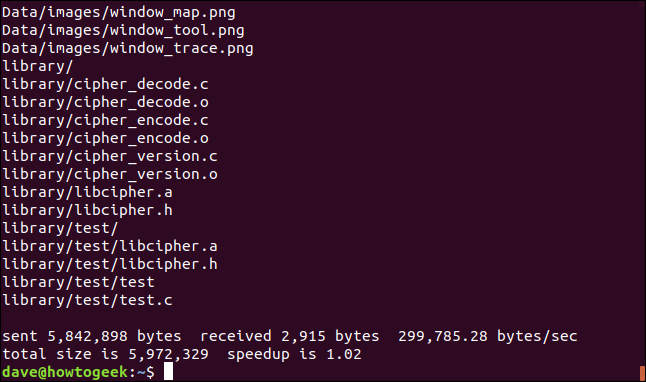 Data/images/window_map.png
Data/images/window_tool.png
Data/images/window_trace.png
library/
library/cipher_decode.c
library/cipher_decode.o
library/cipher_encode.c
library/cipher_encode.o
library/cipher_version.c
library/cipher_version.o
library/libcipher.a
library/libcipher.h
library/test/
library/test/libcipher.a
library/test/libcipher.h
library/test/test
library/test/test.c
sent 5,842,898 bytes  received 2,915 bytes  299,785.28 bytes/sec
total size is 5,972,329  speedup is 1.02
dave@howtogeek:~$